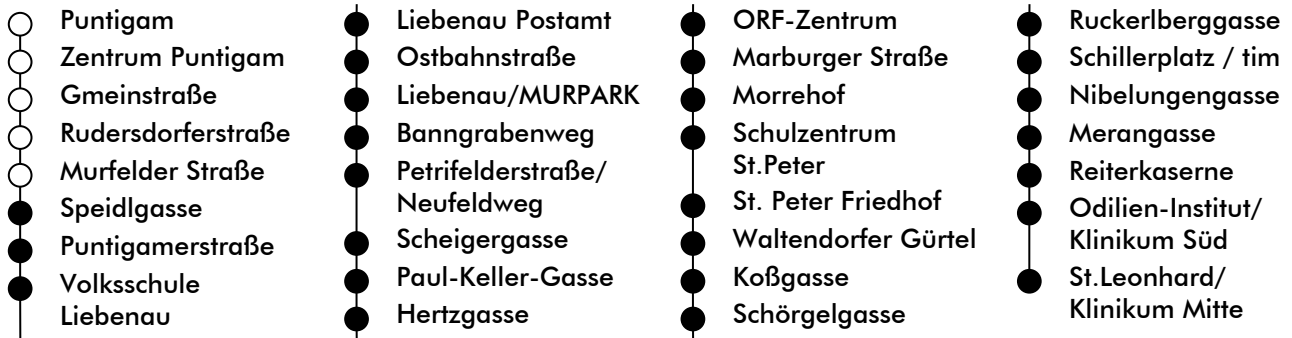 Puntigam
Zentrum Puntigam
Gmeinstraße
Rudersdorferstraße
Murfelder Straße
Speidlgasse
Puntigamerstraße
Volksschule
Liebenau
Liebenau Postamt
Ostbahnstraße
Liebenau/MURPARK
Banngrabenweg
Petrifelderstraße/
Neufeldweg
Scheigergasse
Paul-Keller-Gasse
Hertzgasse
ORF-Zentrum
Marburger Straße
Morrehof
Schulzentrum
St.Peter
St. Peter Friedhof
Waltendorfer Gürtel
Koßgasse
Schörgelgasse
Ruckerlberggasse
Schillerplatz / tim
Nibelungengasse
Merangasse
Reiterkaserne
Odilien-Institut/
Klinikum Süd
St.Leonhard/
Klinikum Mitte